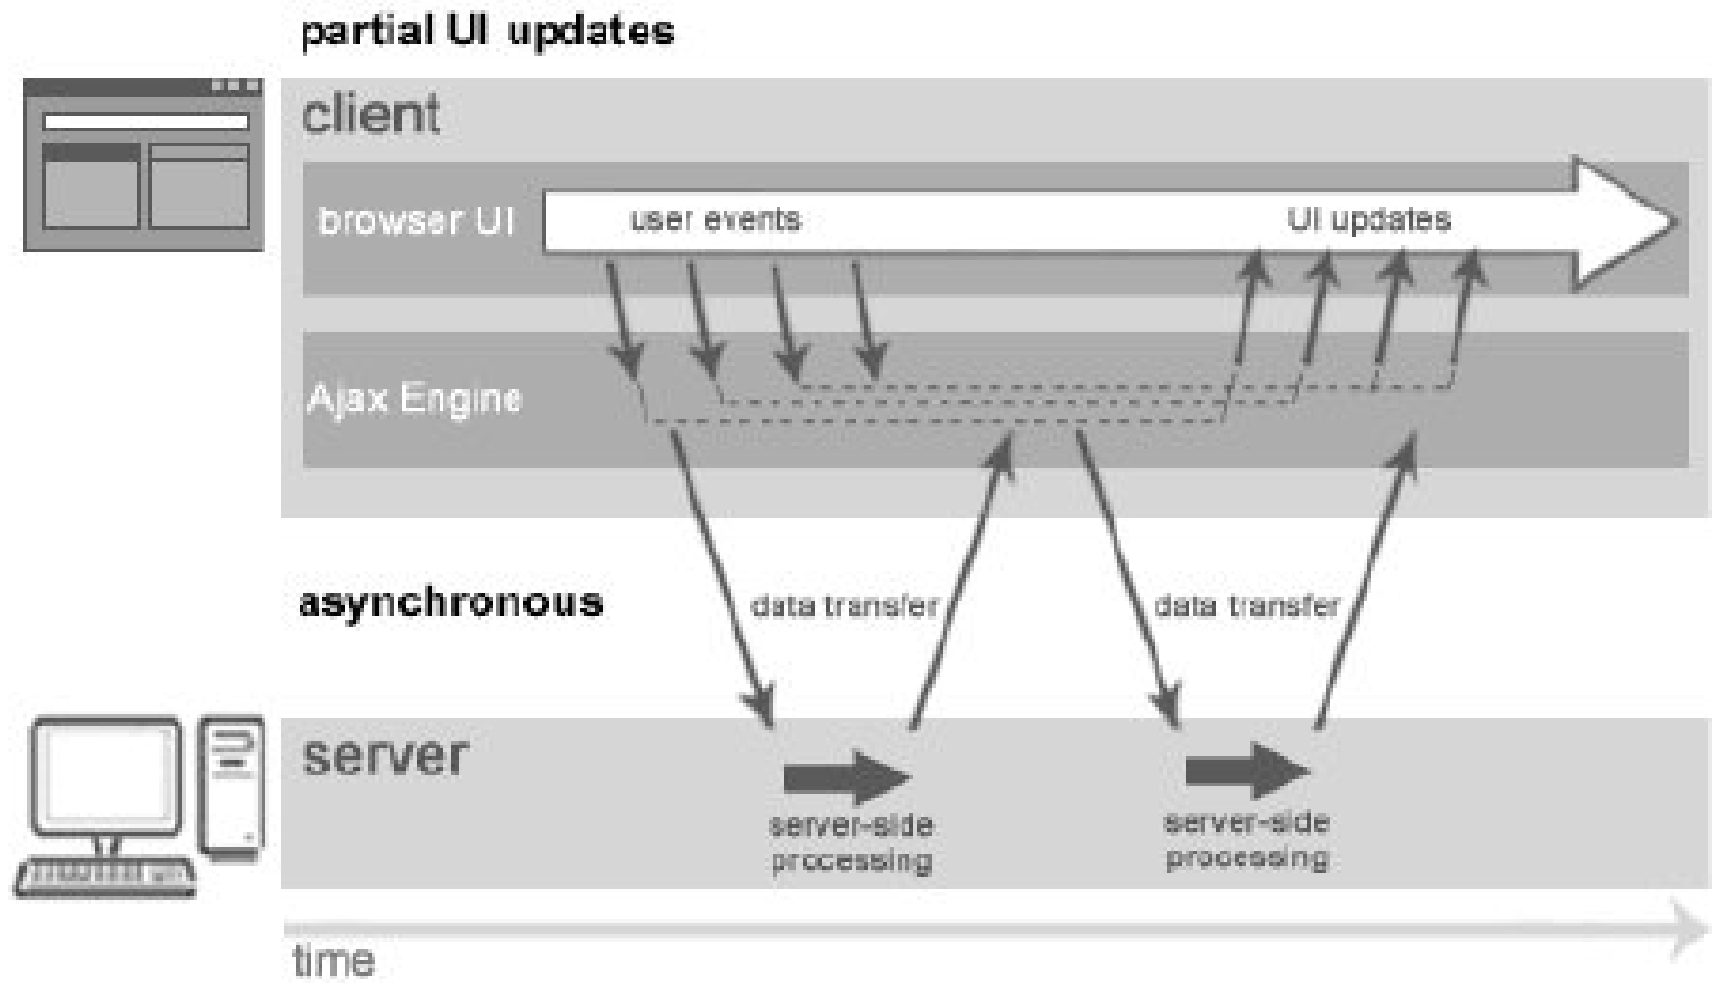 partial UI updates
client
browser UI
user events
UI updates
Ajax Engine
asynchronous
data transfer
data transfer
server
server-side
processing
server-side
processing
time